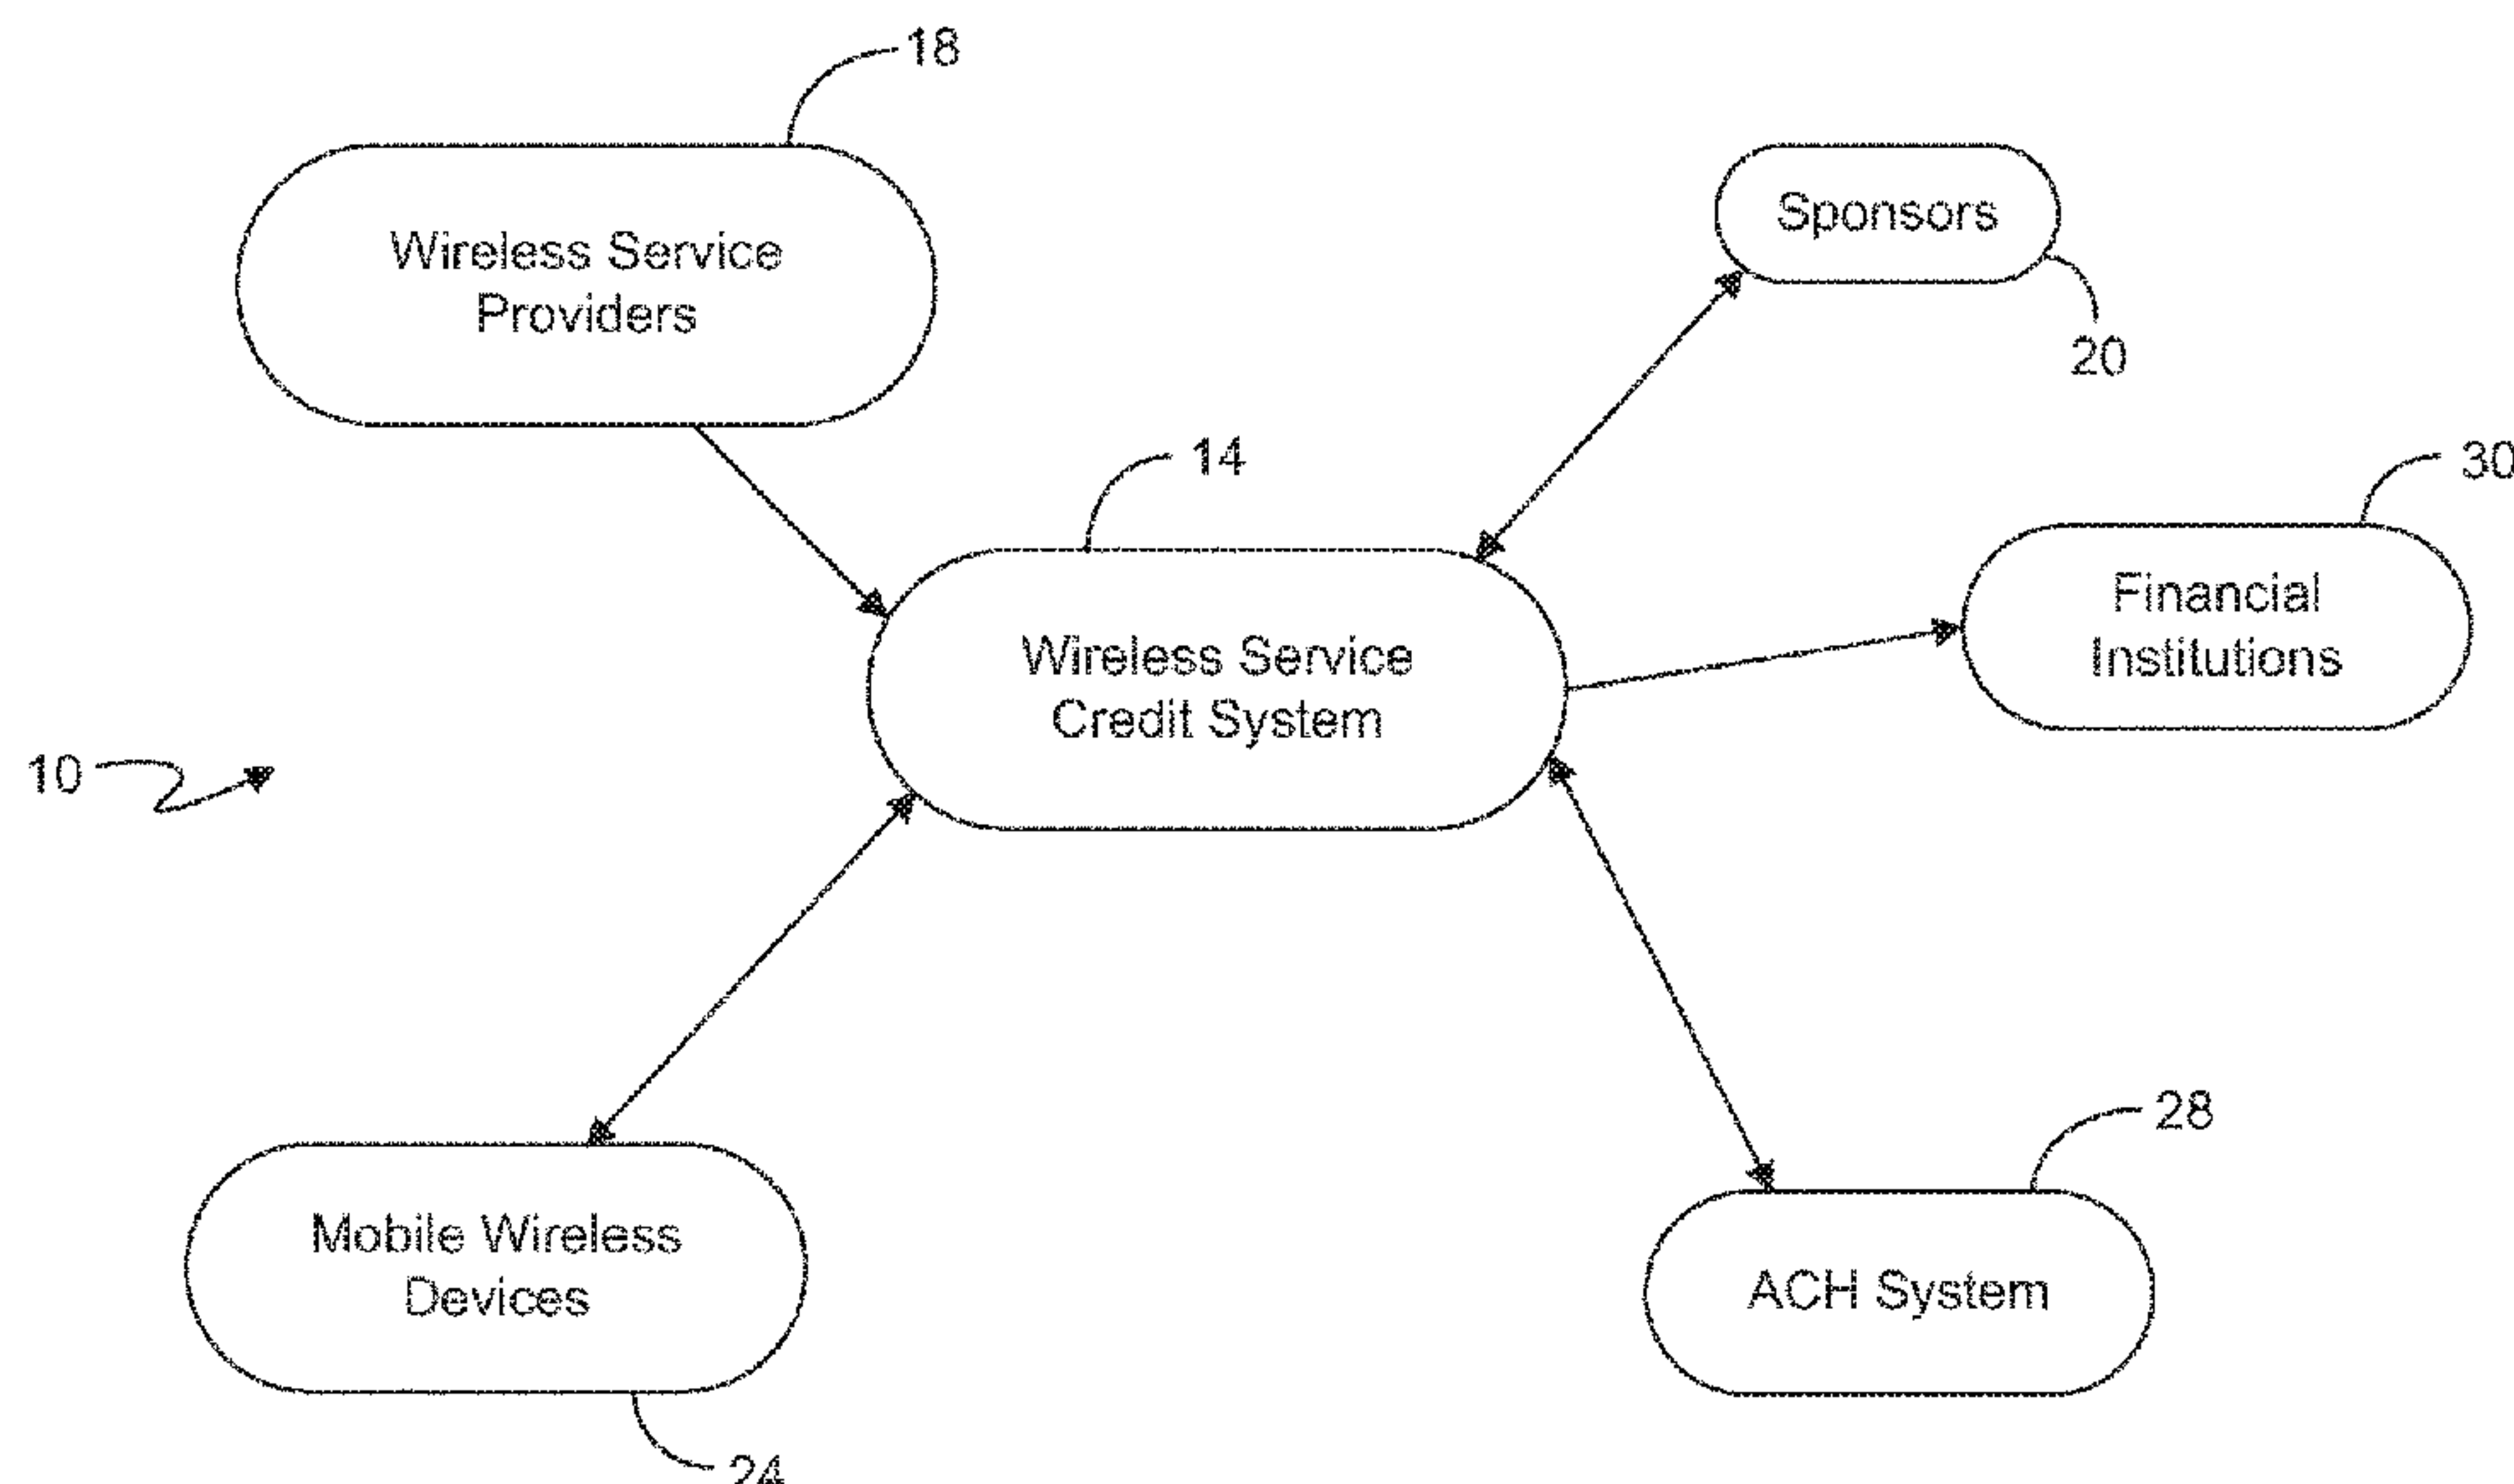 18
Wireless Service
Providers
Sponsors
20
14
30
Wireless Service
Credit System
Financial
Institutions
10
28
Mobile Wireless
Devices
ACH System
24